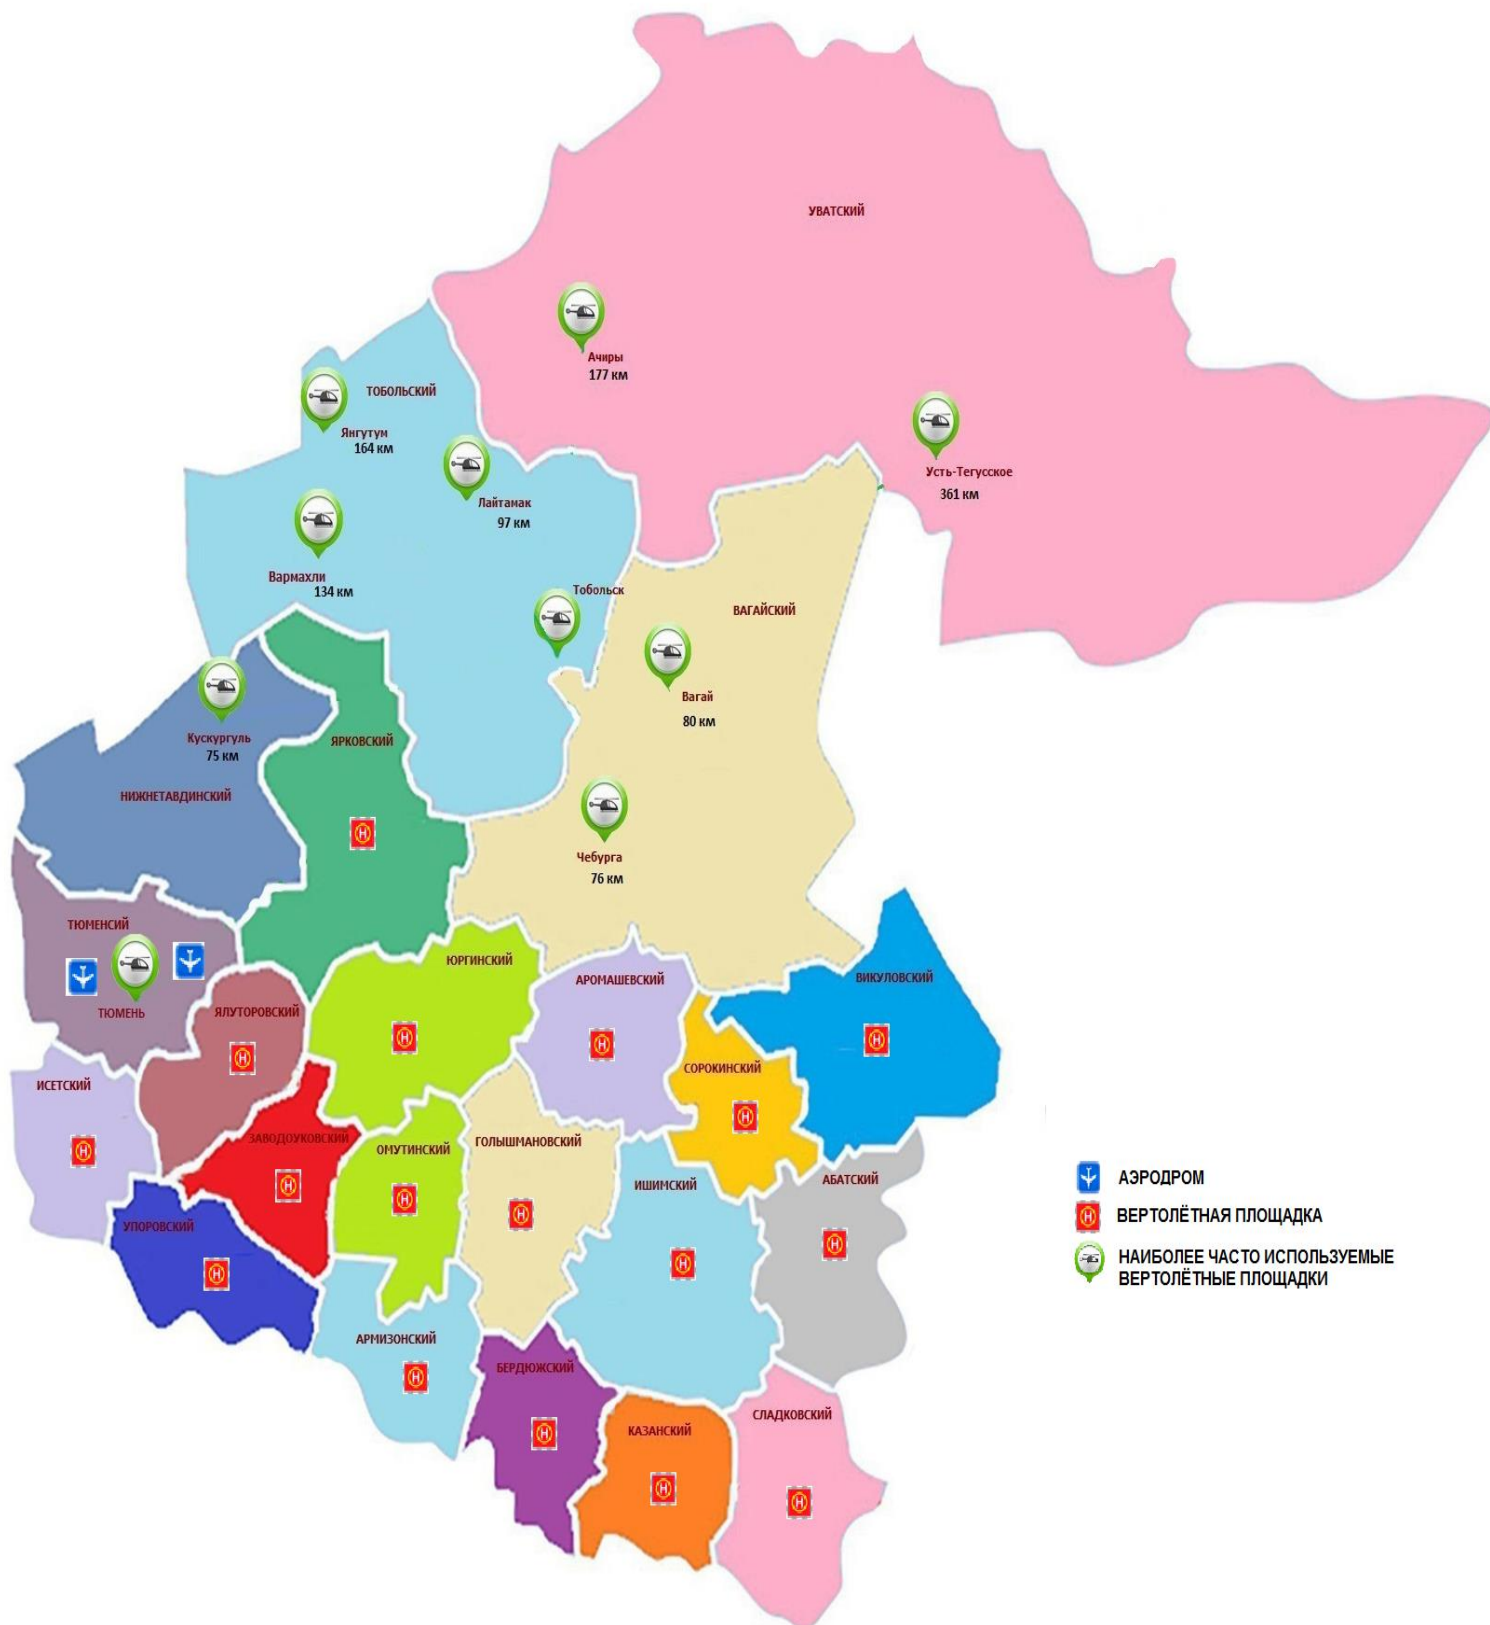 УВАТСКИЙ
Ачиры
177 км
ТОБОЛЬСКИЙ
Янгутум
164 км
Усть-Тегусское
361 км
Лайтамак
97 км
Вармахли
134 км
Тобольск
ВАГАЙСКИЙ
Вагай
80 км
Кускургуль
75 км
ЯРКОВСКИЙ
НИЖНЕТАВДИНСКИЙ
H
Чебурга
76 км
ТЮМЕНСИЙ
ЮРГИНСКИЙ
АРОМАШЕВСКИЙ
ВИКУЛОВСКИЙ
ТЮМЕНЬ
ЯЛУТОРОВСКИЙ
H
H
H
H
СОРОКИНСКИЙ
ИСЕТСКИЙ
H
H
ЗАВОДОУКОВСКИЙ
ОМУТИНСКИЙ
ГОЛЫШМАНОВСКИЙ
ИШИМСКИЙ
АБАТСКИЙ
H
H
H
АЭРОДРОМ
УПОРОВСКИЙ
H
ВЕРТОЛЁТНАЯ ПЛОЩАДКА
H
H
H
НАИБОЛЕЕ ЧАСТО ИСПОЛЬЗУЕМЫЕ
ВЕРТОЛЁТНЫЕ ПЛОЩАДКИ
АРМИЗОНСКИЙ
H
БЕРДЮЖСКИЙ
H
КАЗАНСКИЙ
H
СЛАДКОВСКИЙ
H